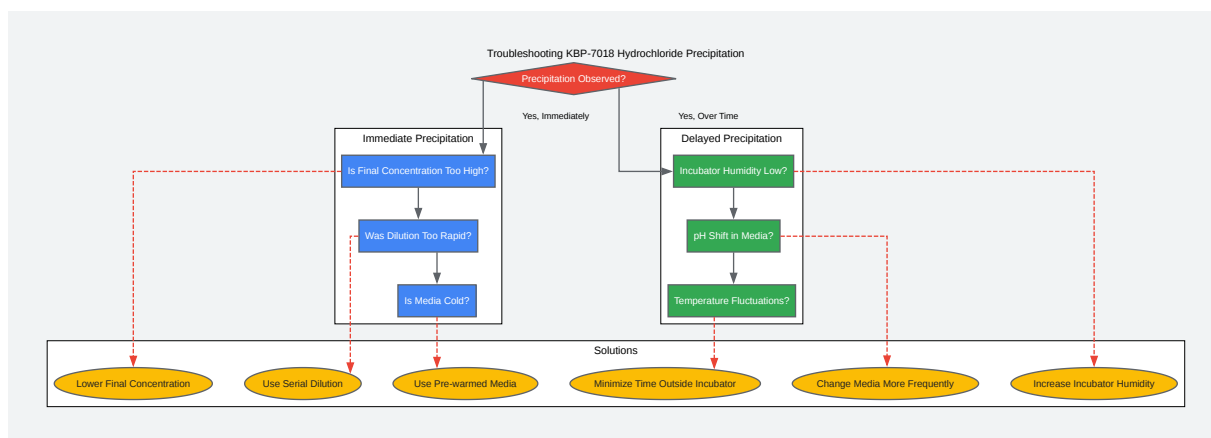 Troubleshooting KBP-7018 Hydrochloride Precipitation
Precipitation Observed?
Yes, Immediately
Yes, Over Time
Immediate Precipitation
Is Final Concentration Too High?
Was Dilution Too Rapid?
Is Media Cold?
Delayed Precipitation
Incubator Humidity Low?
pH Shift in Media?
Temperature Fluctuations?
Solutions
Lower Final Concentration
Use Serial Dilution
Use Pre-warmed Media
Minimize Time Outside Incubator
Change Media More Frequently
Increase Incubator Humidity